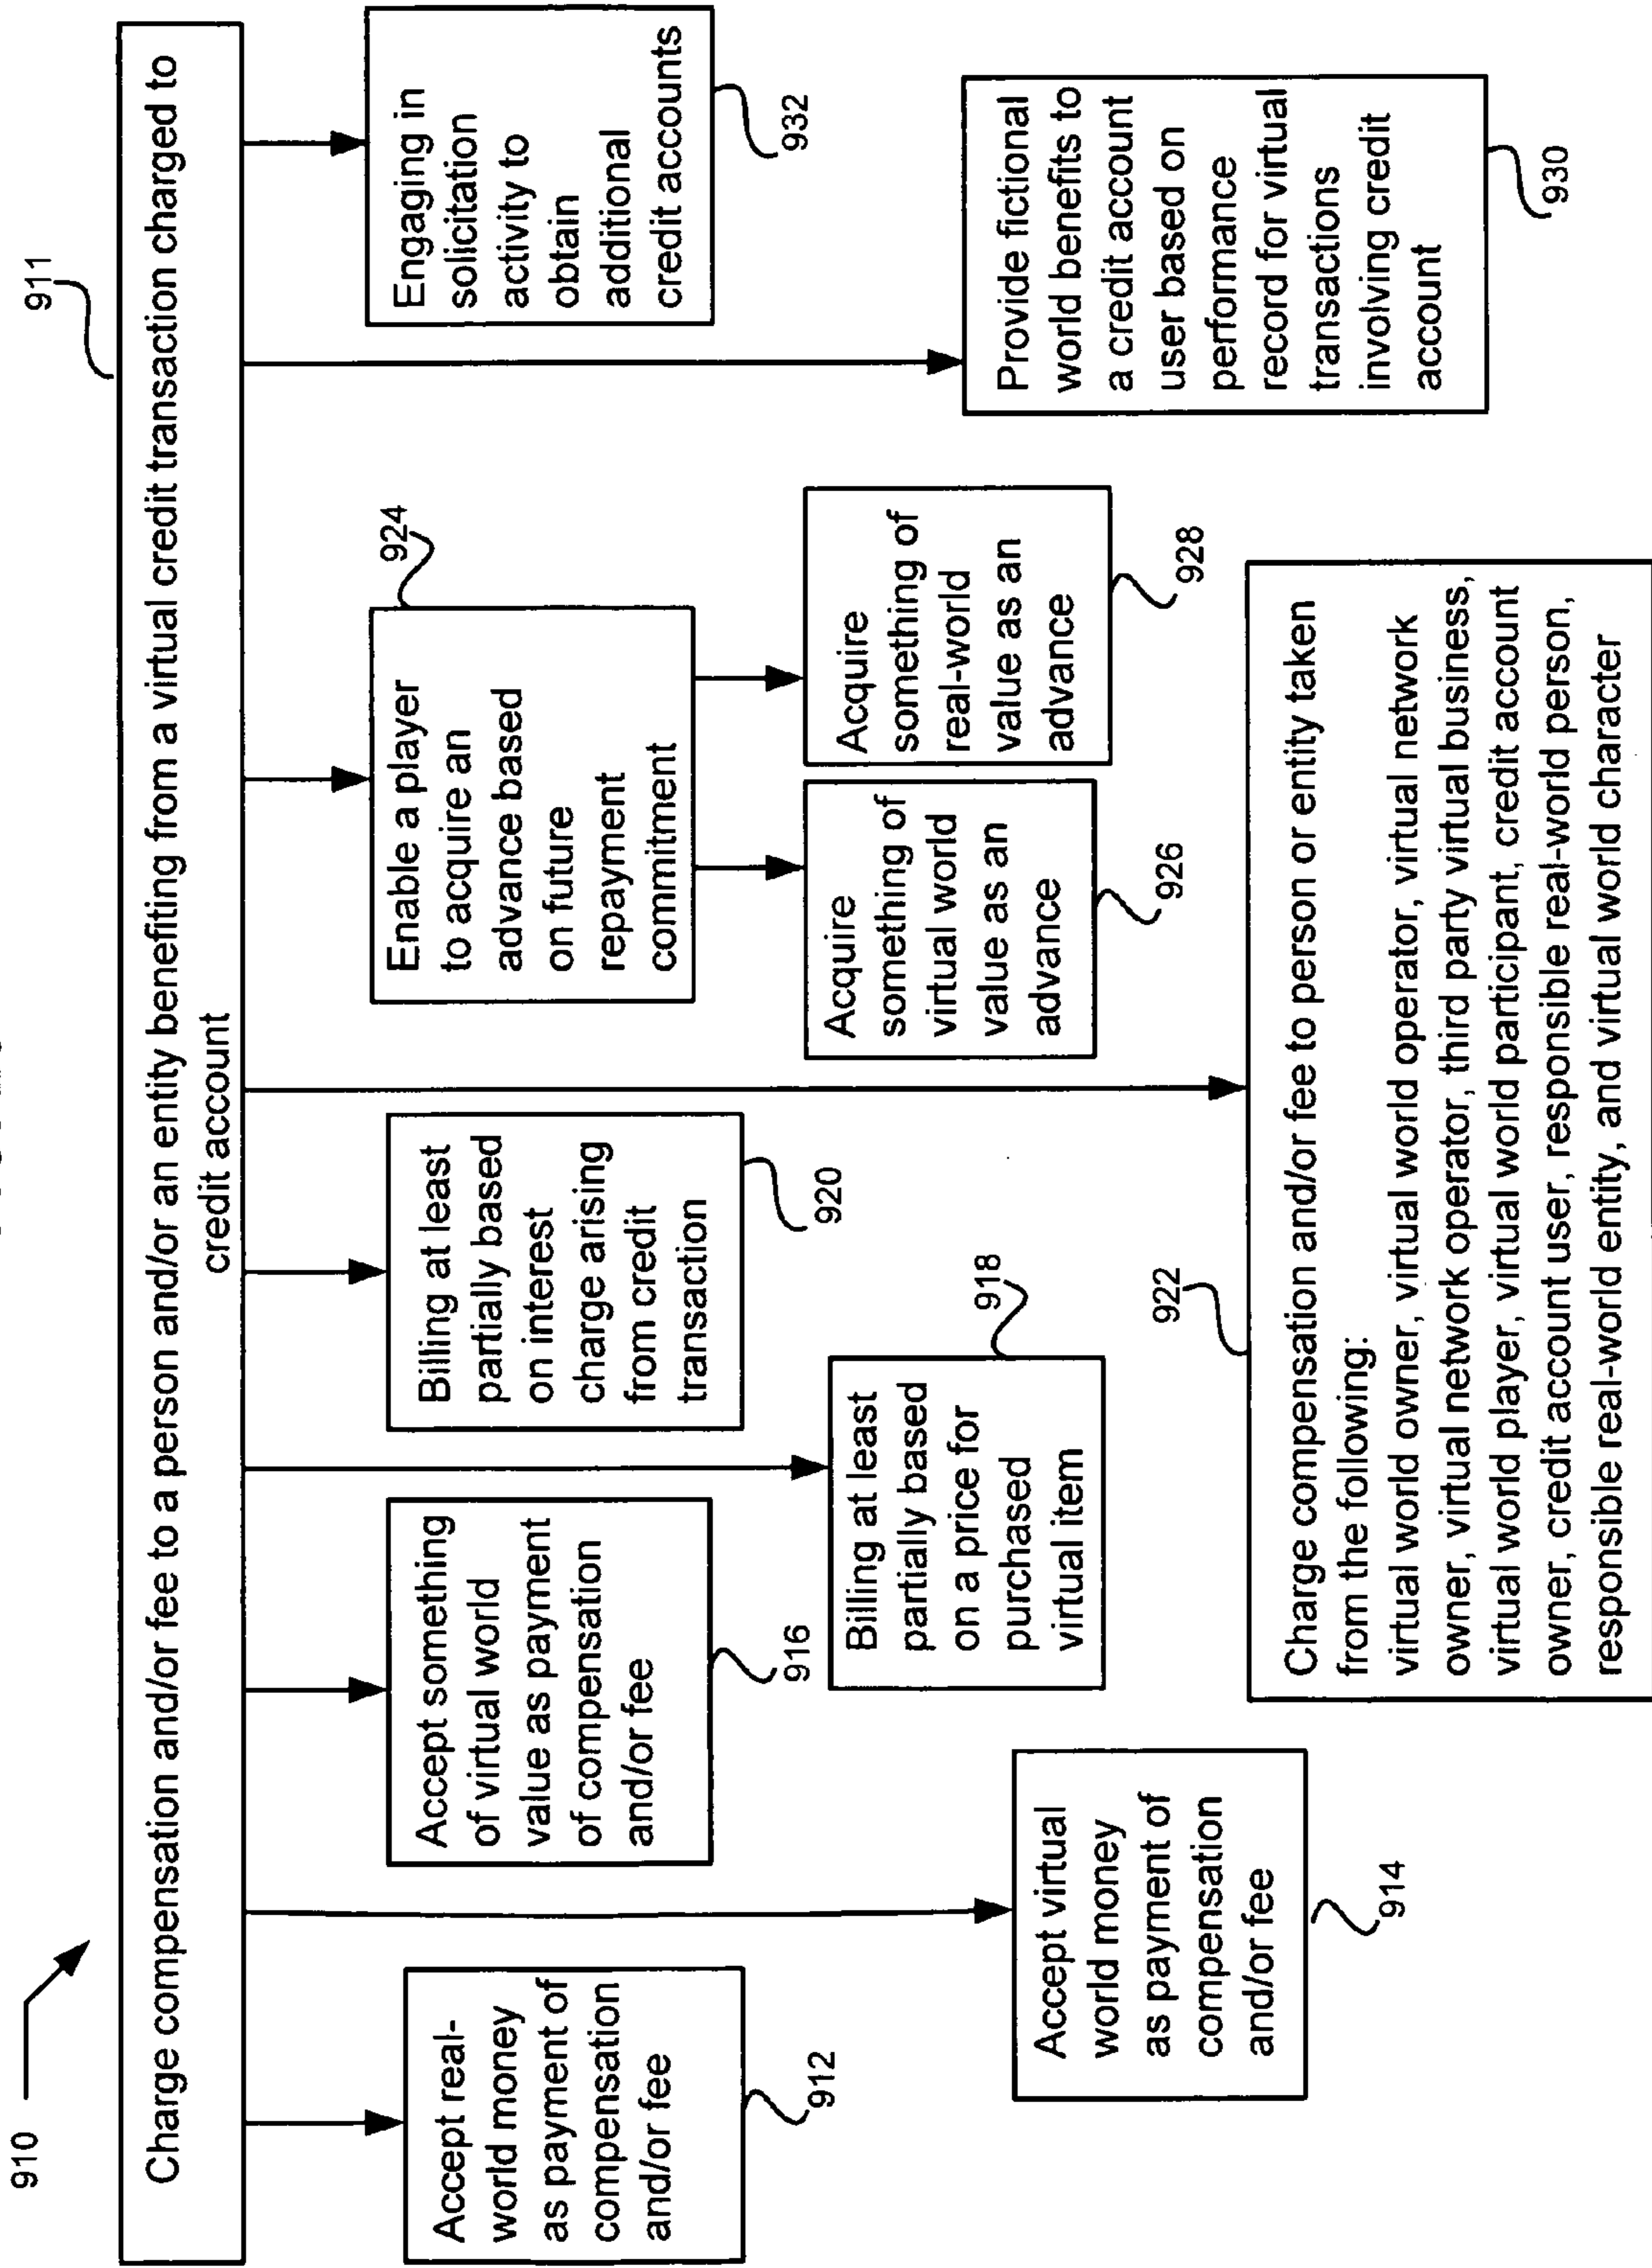 910
911
Charge compensation and/or fee to a person and/or an entity benefiting from a virtual credit transaction charged to
credit account
Accept real-
world money
as payment of
compensation
and/or fee
912
Accept virtual
world money
as payment of
compensation
and/or fee
914
Accept something
of virtual world
value as payment
of compensation
and/or fee
916
Billing at least
partially based
on a price for
purchased
virtual item
918
Billing at least
partially based
on interest
charge arising
from credit
transaction
920
922
Charge compensation and/or fee to person or entity taken
from the following:
virtual world owner, virtual world operator, virtual network
owner, virtual network operator, third party virtual business,
virtual world player, virtual world participant, credit account
owner, credit account user, responsible real-world person,
responsible real-world entity, and virtual world character
Enable a player
to acquire an
advance based
on future
repayment
commitment
924
Acquire
something of
virtual world
value as an
advance
926
Acquire
something of
real-world
value as an
advance
928
Provide fictional
world benefits to
a credit account
user based on
performance
record for virtual
transactions
involving credit
account
930
Engaging in
solicitation
activity to
obtain
additional
credit accounts
932